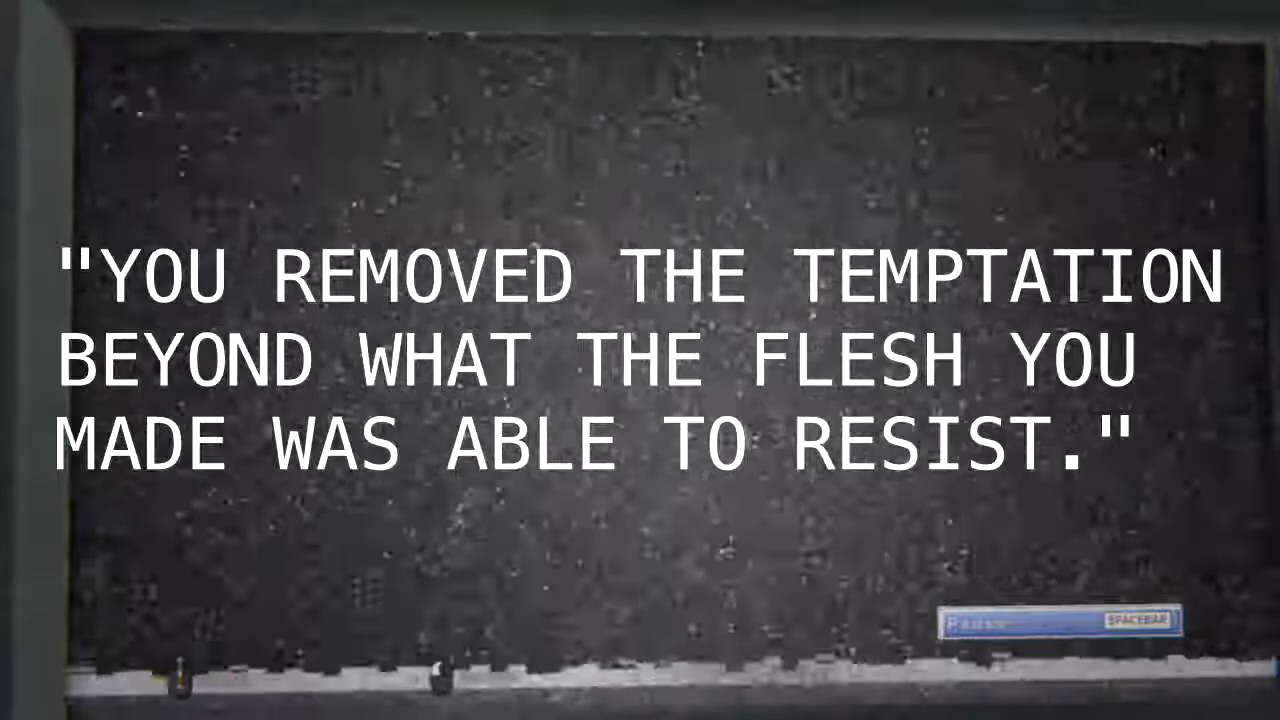 "YOU REMOVED THE TEMPTATION
BEYOND WHAT THE FLESH YOU
MADE WAS ABLE TO RESIST."
SPACEBAR